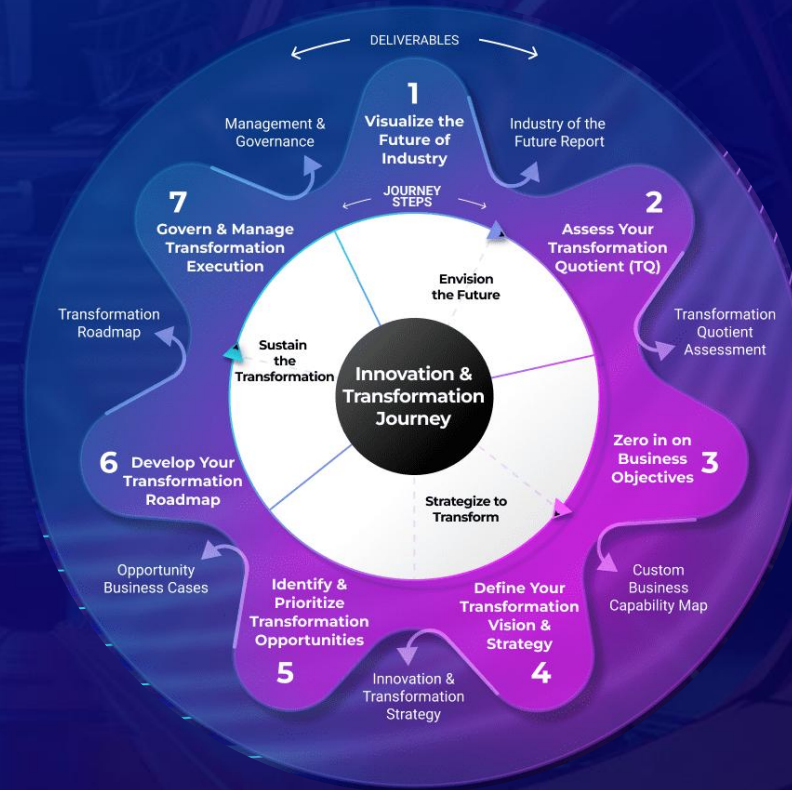 DELIVERABLES
1
Visualize the
Future of
Industry
Industry of the
Future Report
2
Assess Your
Transformation
Quotient (TQ)
Transformation
Quotient
Assessment
Zero in on
Business
Objectives
3
Custom
Business
Capability Map
Define Your
Transformation
Vision &
Strategy
4
Innovation &
Transformation
Strategy
Identify &
Prioritize
Transformation
Opportunities
5
Opportunity
Business Cases
6
Develop Your
Transformation
Roadmap
Transformation
Roadmap
7
Govern & Manage
Transformation
Execution
Management &
Governance
JOURNEY
STEPS
Envision
the Future
Strategize to
Transform
Sustain
the
Transformation
Innovation &
Transformation
Journey